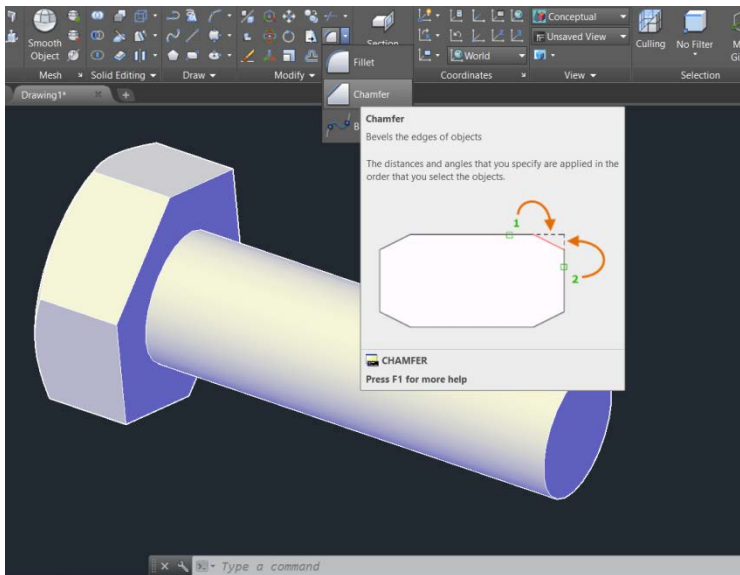 Smooth
Object
Conceptual
Unsaved View
World
Culling
No Filter
Mesh
Solid Editing
Draw
Modify
Coordinates
View
Selection
Fillet
Drawing1*
Chamfer
Chamfer
Bevels the edges of objects
The distances and angles that you specify are applied in the
order that you select the objects.
1
2
CHAMFER
Press F1 for more help
Type a command